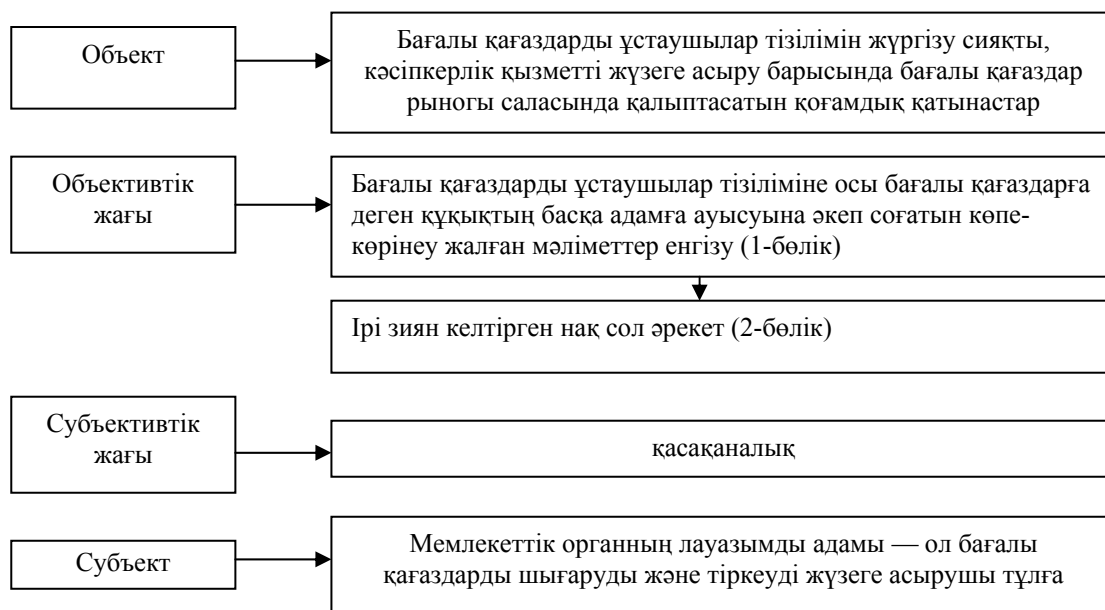 Объект
Бағалы қағаздарды ұстаушылар тізілімін жүргізу сияқты,
кәсіпкерлік қызметті жүзеге асыру барысында бағалы қағаздар
рыногы саласында қалыптасатын қоғамдық қатынастар
Объективтік
жағы
Бағалы қағаздарды ұстаушылар тізіліміне осы бағалы қағаздарға
деген құқықтың басқа адамға ауысуына әкеп соғатын көпе-
көрінеу жалған мәліметтер енгізу (1-бөлік)
Ірі зиян келтірген нақ сол әрекет (2-бөлік)
Субъективтік
жағы
қасақаналық
Субъект
Мемлекеттік органның лауазымды адамы — ол бағалы
қағаздарды шығаруды және тіркеуді жүзеге асырушы тұлға